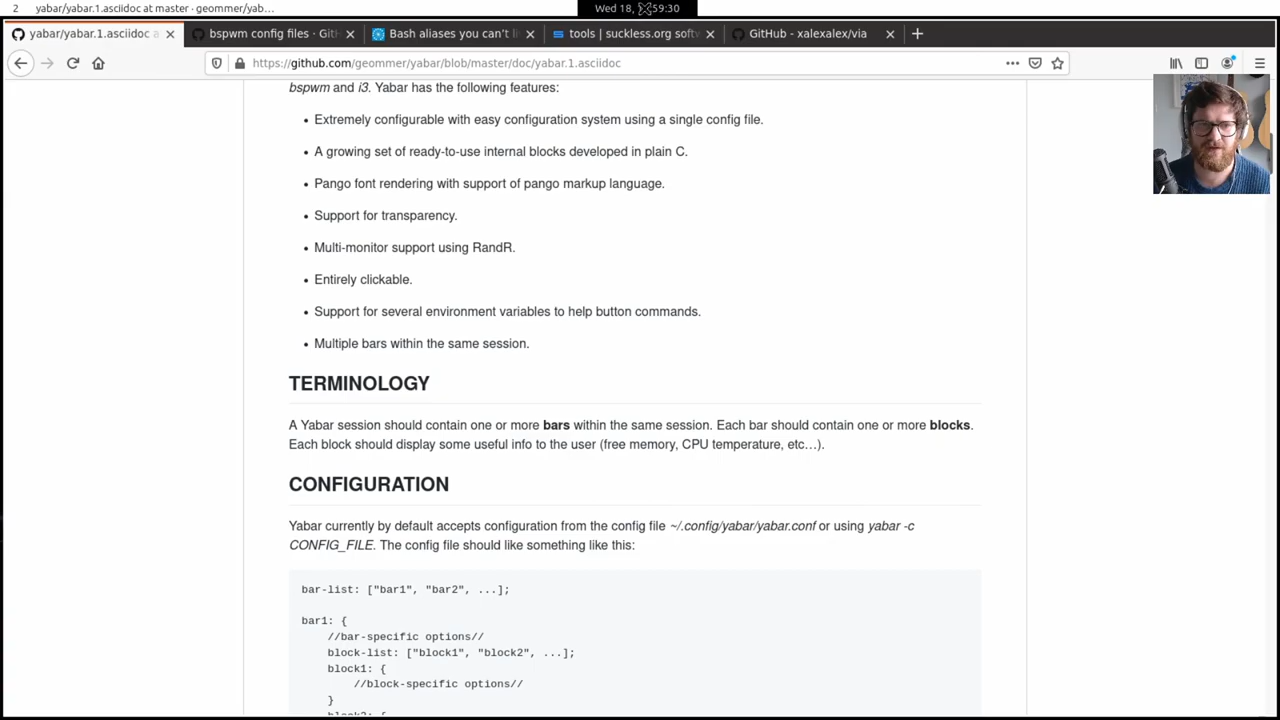 2 yabar/yabar.1.asciidoc at master · geommer/yab...
Wed 18, 59:30
yabar/yabar.1.asciidoc a
bspwm config files · GitH
Bash aliases you can't li
tools | suckless.org soft
GitHub - xalexalex/via
https://github.com/geommer/yabar/blob/master/doc/yabar.1.asciidoc
bspwm and i3. Yabar has the following features:
• Extremely configurable with easy configuration system using a single config file.
• A growing set of ready-to-use internal blocks developed in plain C.
• Pango font rendering with support of pango markup language.
• Support for transparency.
• Multi-monitor support using RandR.
• Entirely clickable.
• Support for several environment variables to help button commands.
• Multiple bars within the same session.
TERMINOLOGY
A Yabar session should contain one or more bars within the same session. Each bar should contain one or more blocks.
Each block should display some useful info to the user (free memory, CPU temperature, etc…).
CONFIGURATION
Yabar currently by default accepts configuration from the config file ~/.config/yabar/yabar.conf or using yabar -c
CONFIG_FILE. The config file should like something like this:
bar-list: ["bar1", "bar2", ...];
bar1: {
//bar-specific options//
block-list: ["block1", "block2", ...];
block1: {
//block-specific options//
}
block2: {